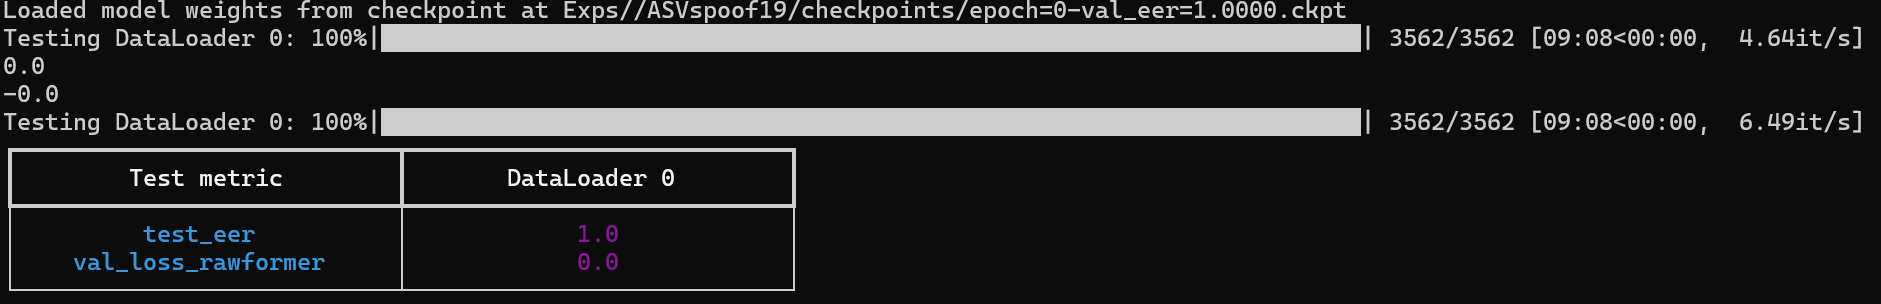 Loaded model weights from checkpoint at Exps//ASVspoof19/checkpoints/epoch=0-val_eer=1.0000.ckpt
Testing DataLoader 0: 100%|██████████| 3562/3562 [09:08<00:00,  4.64it/s]
0.0
-0.0
Testing DataLoader 0: 100%|██████████| 3562/3562 [09:08<00:00,  6.49it/s]
Test metric DataLoader 0
test_eer 1.0
val_loss_rawformer 0.0